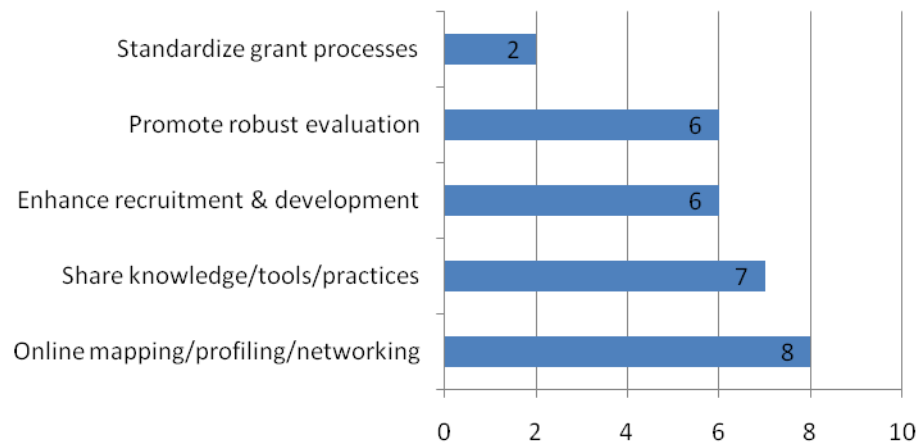 Standardize grant processes 2
Promote robust evaluation 6
Enhance recruitment & development 6
Share knowledge/tools/practices 7
Online mapping/profiling/networking 8
0 2 4 6 8 10